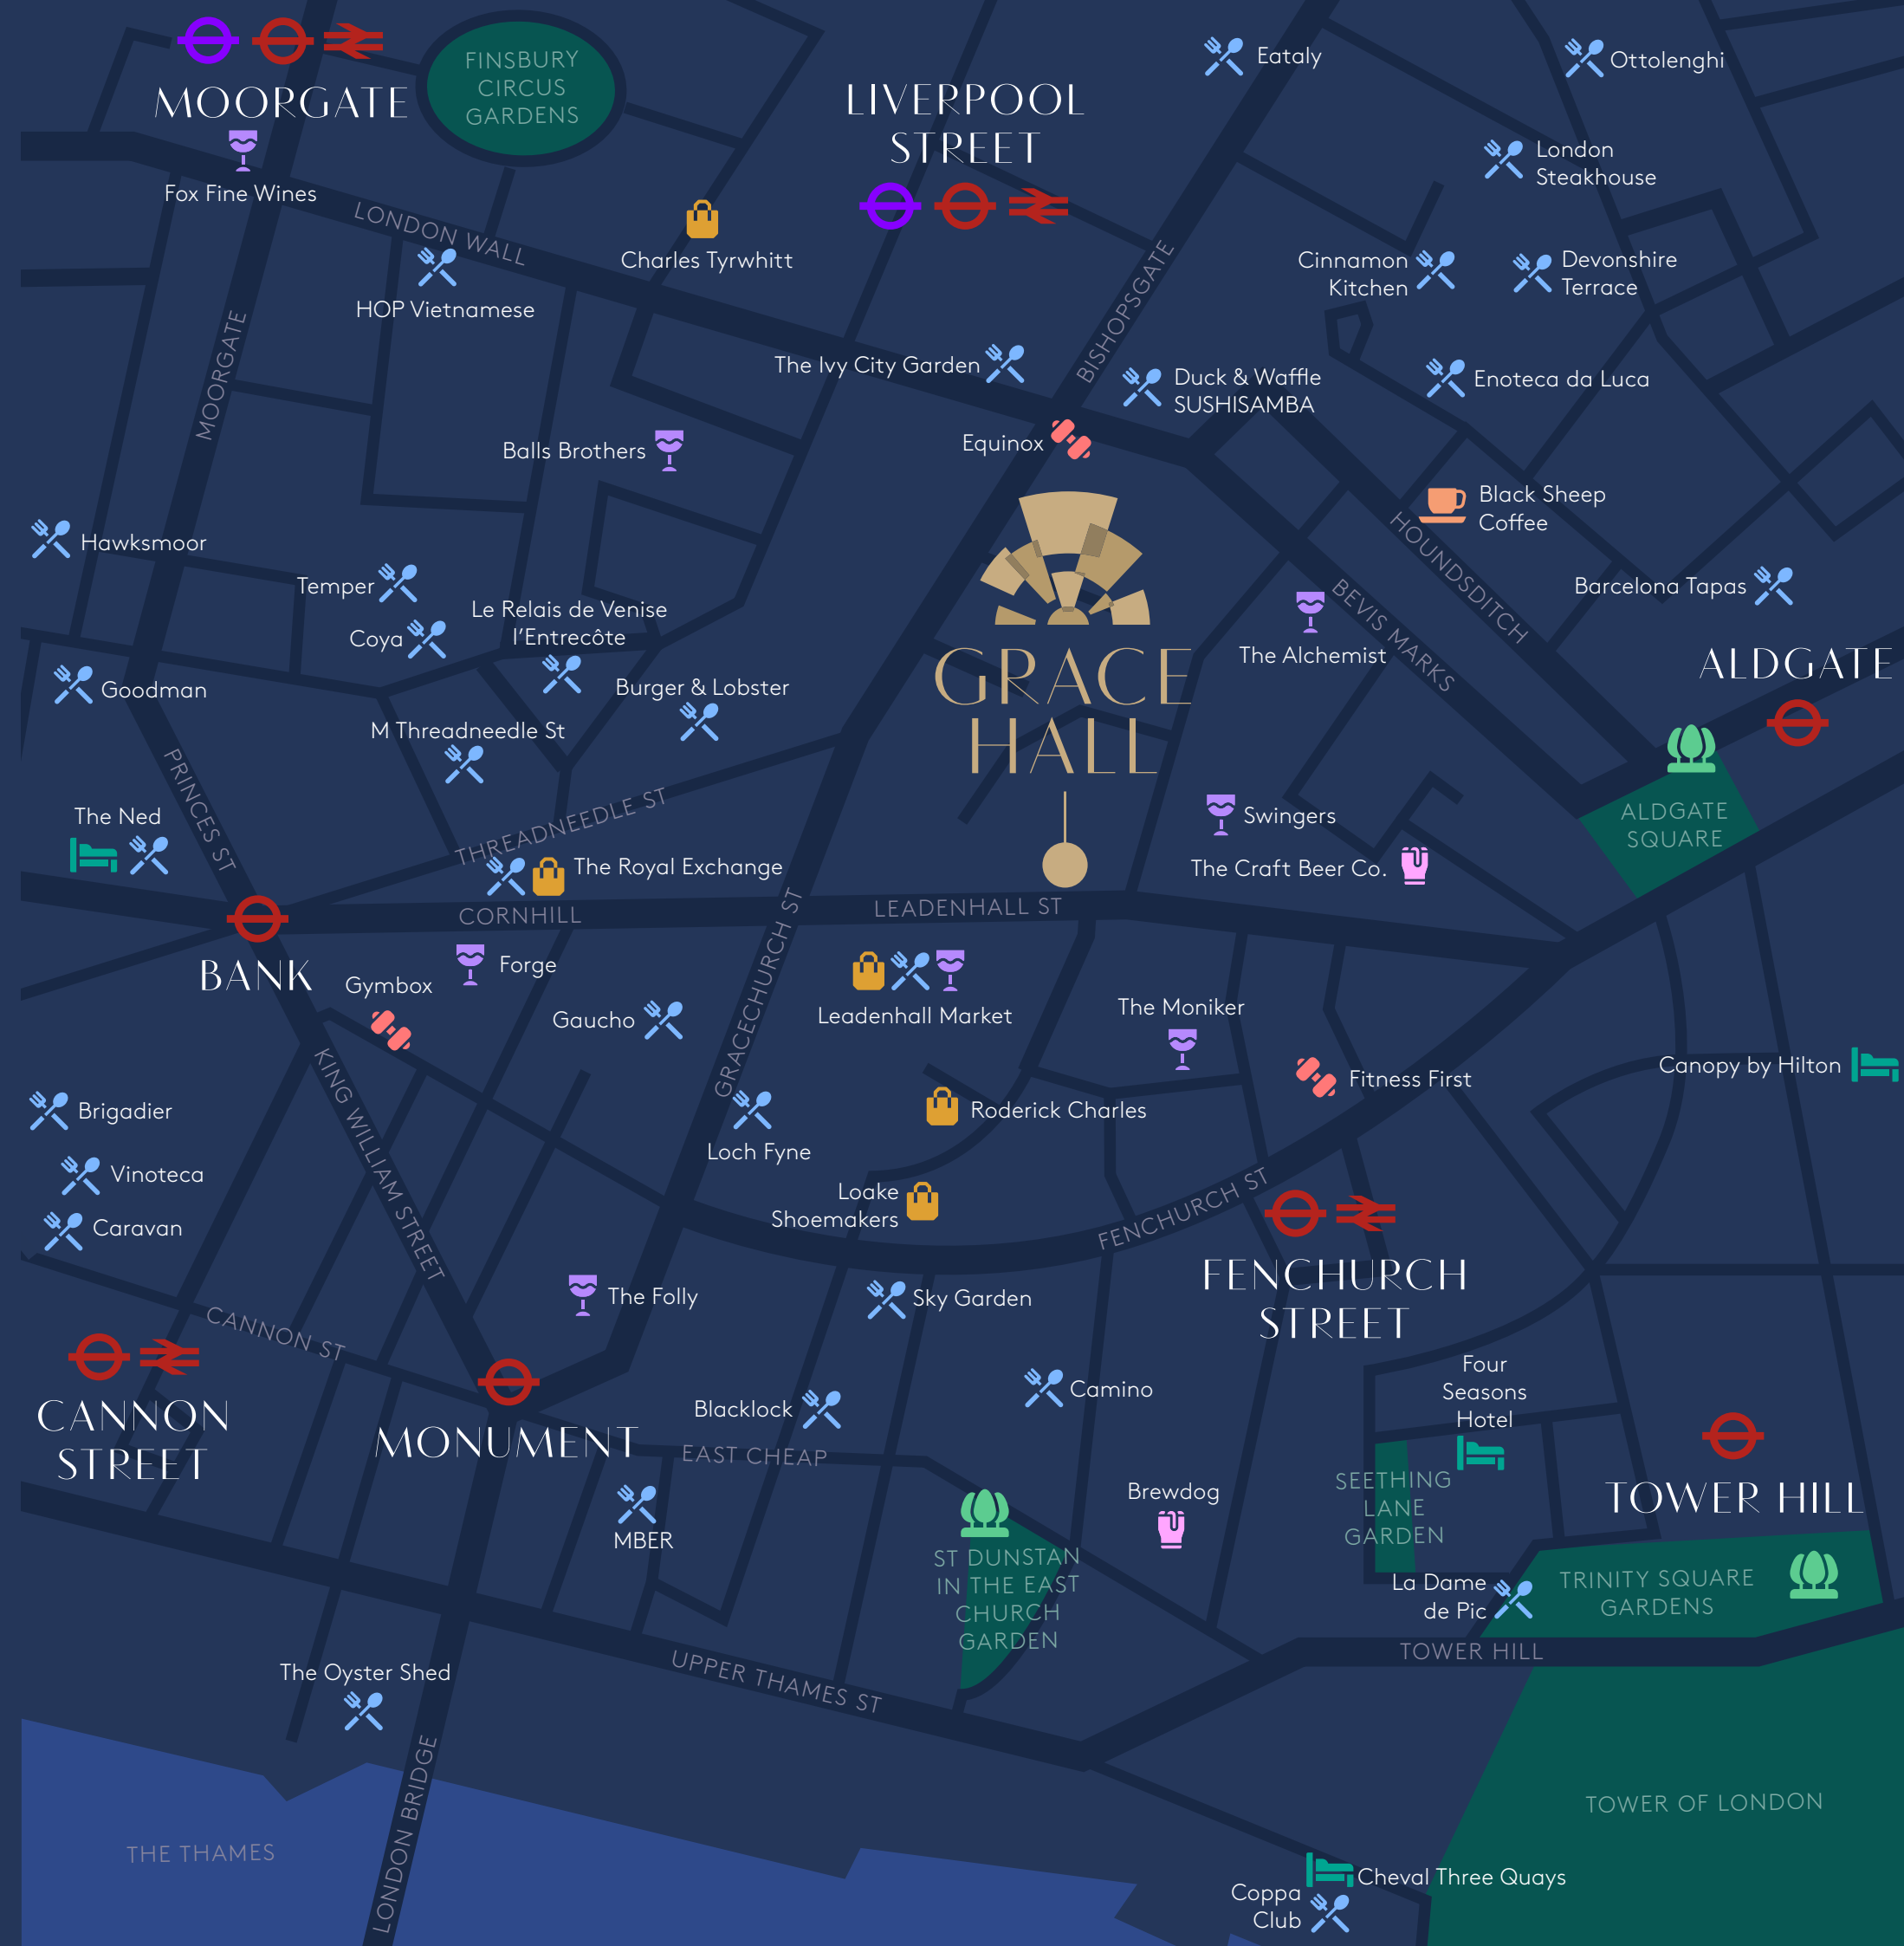 MOORGATE
FINSBURY
CIRCUS
GARDENS
LIVERPOOL
STREET
Eataly
Ottolenghi
London
Steakhouse
Fox Fine Wines
LONDON WALL
HOP Vietnamese
Charles Tyrwhitt
BISHOPSGATE
Cinnamon
Kitchen
Devonshire
Terrace
MOORGATE
The Ivy City Garden
Duck & Waffle
SUSHISAMBA
Enoteca da Luca
Balls Brothers
Equinox
Black Sheep
Coffee
HOUNDSDITCH
Hawksmoor
Temper
Coya
Le Relais de Venise
l’Entrecôte
GRACE
HALL
The Alchemist
BEVIS MARKS
Barcelona Tapas
ALDGATE
Goodman
Burger & Lobster
M Threadneedle St
PRINCES ST
The Ned
THREADNEEDLE ST
The Royal Exchange
Swingers
The Craft Beer Co.
ALDGATE
SQUARE
CORNHILL
LEADENHALL ST
BANK
Forge
Gymbox
Gaucho
GRACECHURCH ST
Leadenhall Market
The Moniker
Fitness First
Canopy by Hilton
Brigadier
Vinoteca
Caravan
KING WILLIAM STREET
Loch Fyne
Roderick Charles
Loake
Shoemakers
FENCHURCH ST
FENCHURCH
STREET
CANNON ST
The Folly
Sky Garden
CANNON
STREET
MONUMENT
Blacklock
Camino
EAST CHEAP
Four
Seasons
Hotel
SEETHING
LANE
GARDEN
TOWER HILL
MBER
ST DUNSTAN
IN THE EAST
CHURCH
GARDEN
Brewdog
La Dame
de Pic
TRINITY SQUARE
GARDENS
TOWER HILL
The Oyster Shed
UPPER THAMES ST
LONDON BRIDGE
THE THAMES
TOWER OF LONDON
Cheval Three Quays
Coppa
Club